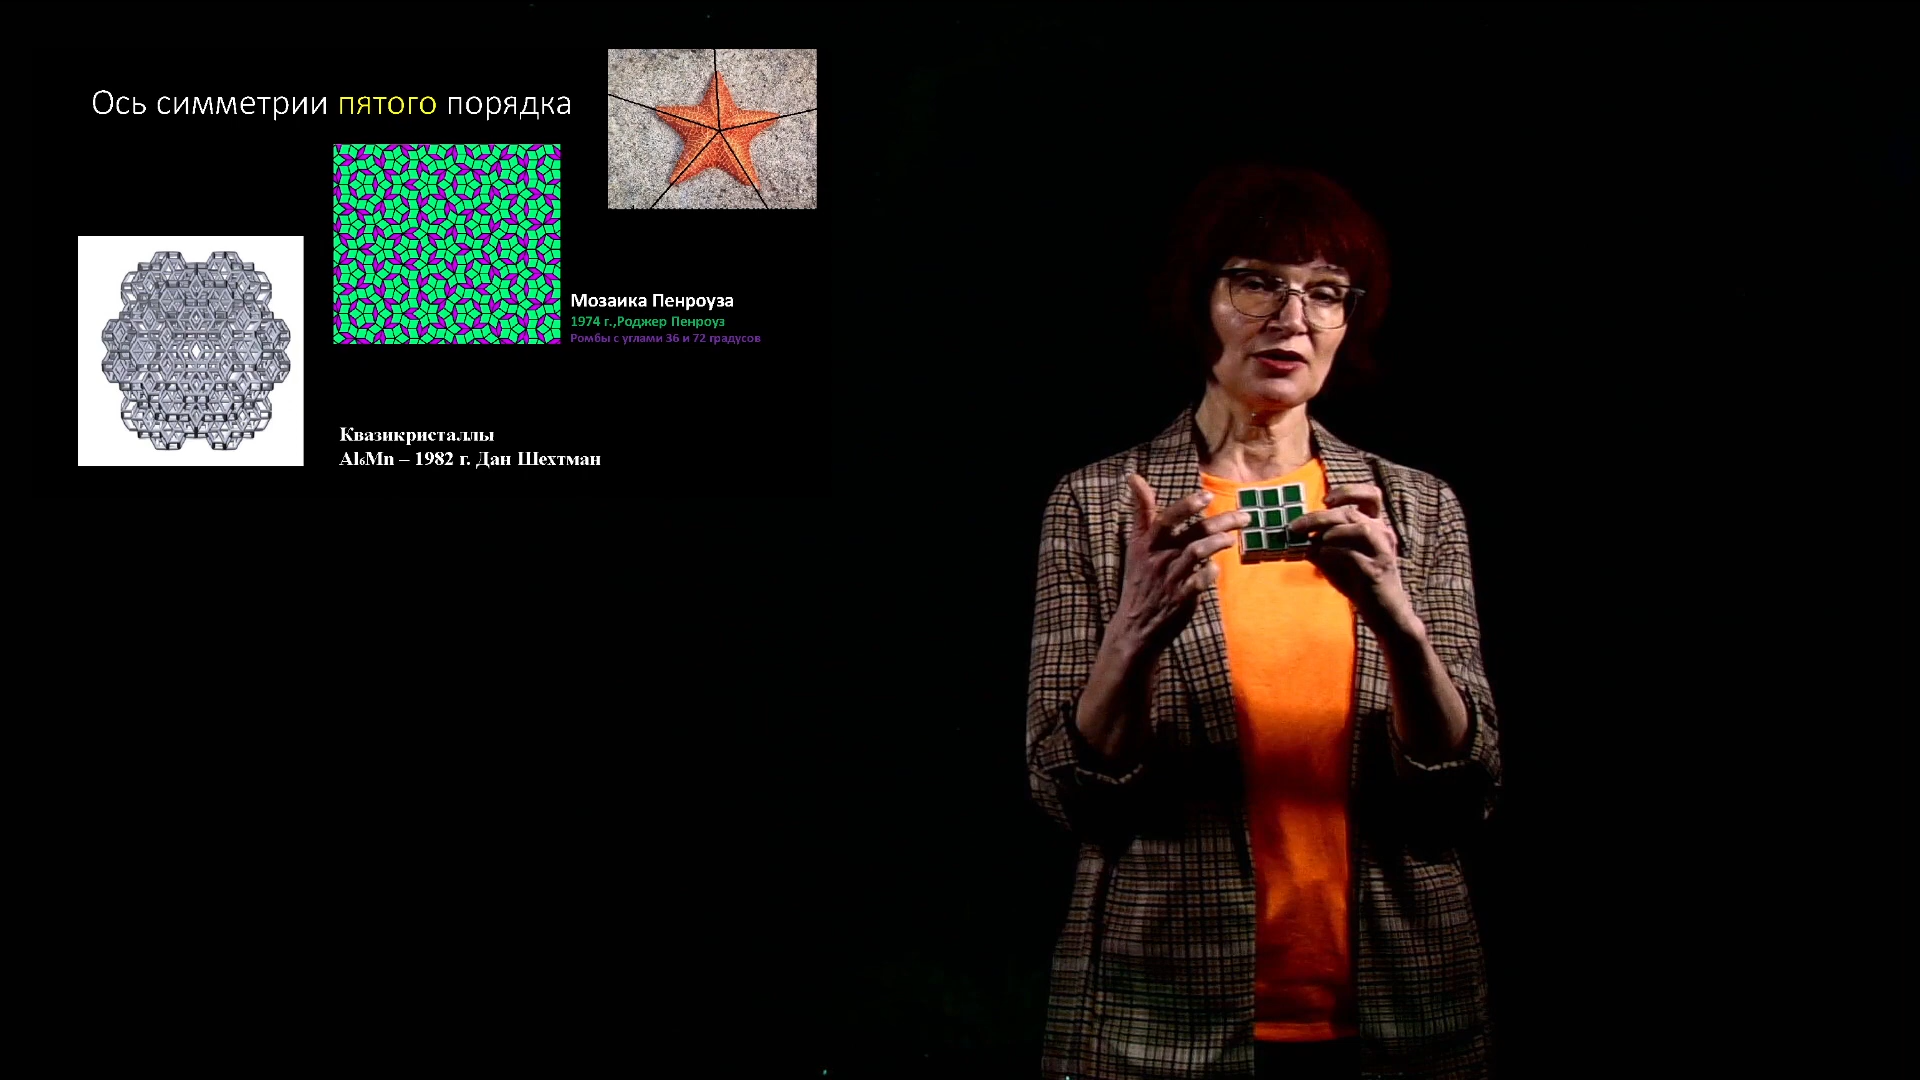 Ось симметрии пятого порядка
Мозаика Пенроуза
1974 г.,Роджер Пенроуз
Ромбы с углами 36 и 72 градусов
Квазикристаллы
Al₆Mn – 1982 г. Дан Шехтман